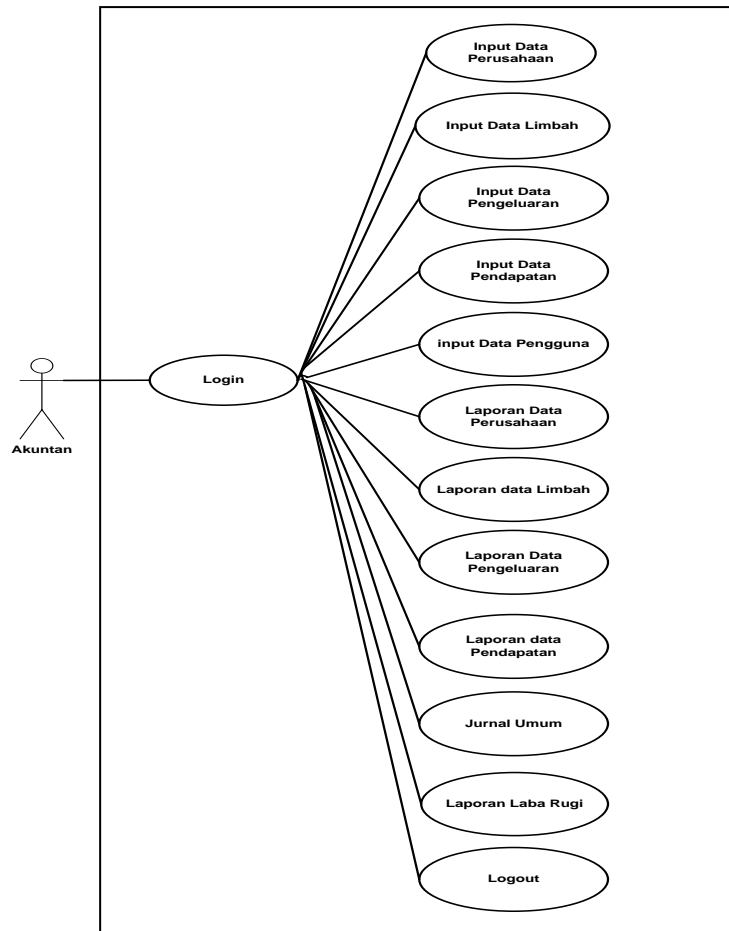 Input Data
Perusahaan
Input Data Limbah
Input Data
Pengeluaran
Input Data
Pendapatan
input Data Pengguna
Login
Laporan Data
Perusahaan
Akuntan
Laporan data Limbah
Laporan Data
Pengeluaran
Laporan data
Pendapatan
Jurnal Umum
Laporan Laba Rugi
Logout